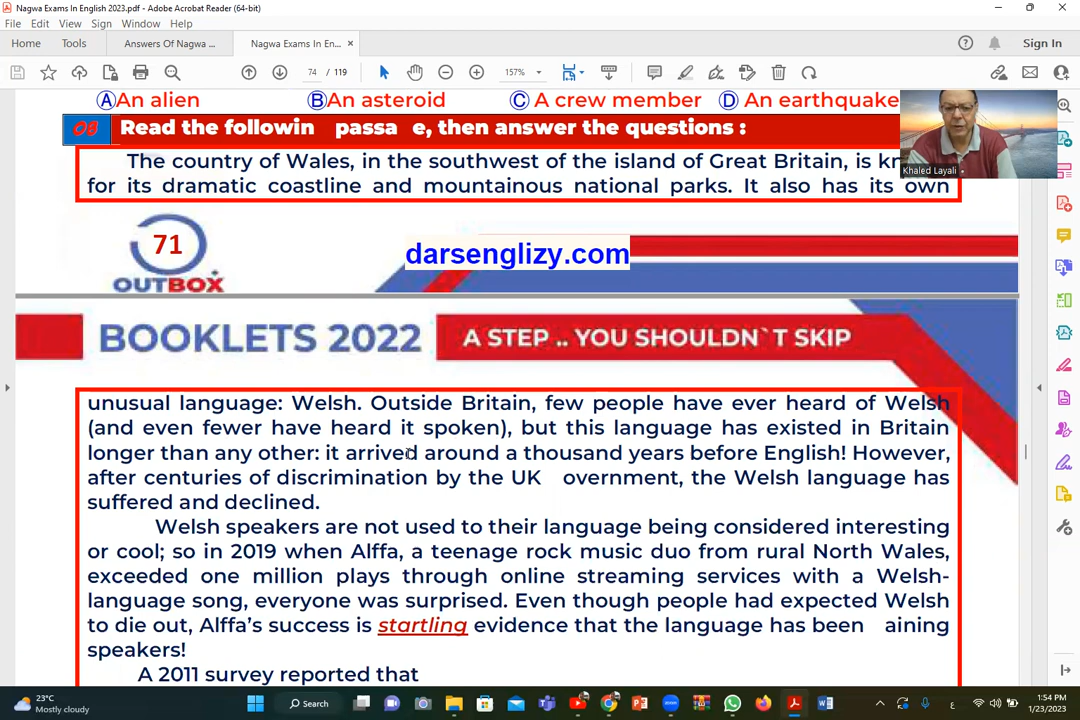 Nagwa Exams In English 2023.pdf - Adobe Acrobat Reader (64-bit)
File Edit View Sign Window Help
Home Tools Answers Of Nagwa ... Nagwa Exams In En... × Sign In
74 / 119 157%
A An alien B An asteroid C A crew member D An earthquake
03 Read the followin passa e, then answer the questions :
The country of Wales, in the southwest of the island of Great Britain, is kn
for its dramatic coastline and mountainous national parks. It also has its own
Khaled Layali
71
OUTBOX
darsenglizy.com
BOOKLETS 2022
A STEP .. YOU SHOULDN`T SKIP
unusual language: Welsh. Outside Britain, few people have ever heard of Welsh
(and even fewer have heard it spoken), but this language has existed in Britain
longer than any other: it arrived around a thousand years before English! However,
after centuries of discrimination by the UK overnment, the Welsh language has
suffered and declined.
Welsh speakers are not used to their language being considered interesting
or cool; so in 2019 when Alffa, a teenage rock music duo from rural North Wales,
exceeded one million plays through online streaming services with a Welsh-
language song, everyone was surprised. Even though people had expected Welsh
to die out, Alffa's success is startling evidence that the language has been aining
speakers!
A 2011 survey reported that
23°C
Mostly cloudy
Search
1:54 PM
1/23/2023